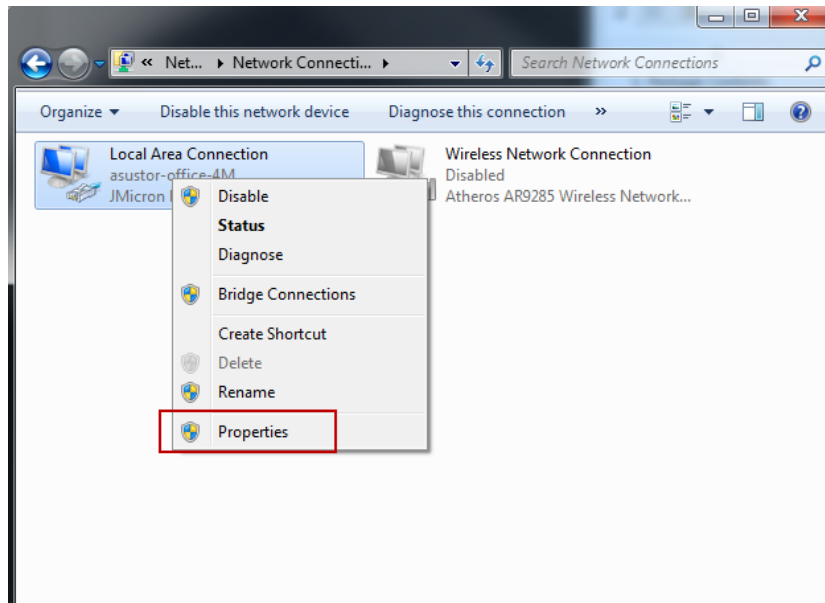 « Net... Network Connecti...
Search Network Connections
Organize Disable this network device Diagnose this connection »
Local Area Connection
asustor-office-4M
JMicron
Wireless Network Connection
Disabled
Atheros AR9285 Wireless Network...
Disable
Status
Diagnose
Bridge Connections
Create Shortcut
Delete
Rename
Properties